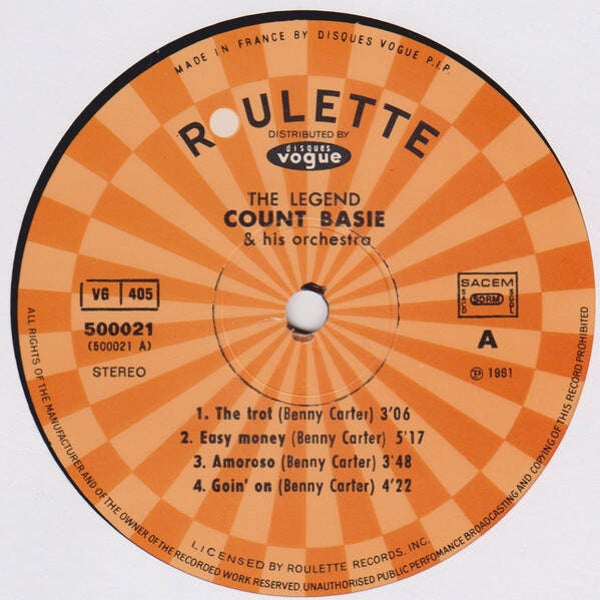 MADE IN FRANCE BY DISQUES VOGUE P.I.P.
ROULETTE
DISTRIBUTED BY
disques
vogue
THE LEGEND
COUNT BASIE
& his orchestra
VG 405
500021
(500021 A)
STEREO
SACEM
SACD SDRM SGDL
A
Ⓟ 1961
1. The trot (Benny Carter) 3'06
2. Easy money (Benny Carter) 5'17
3. Amoroso (Benny Carter) 3'48
4. Goin' on (Benny Carter) 4'22
LICENSED BY ROULETTE RECORDS, INC.
ALL RIGHTS OF THE MANUFACTURER AND OF THE OWNER OF THE RECORDED WORK RESERVED UNAUTHORISED PUBLIC PERFOMANCE BROADCASTING AND COPYING OF THIS RECORD PROHIBITED